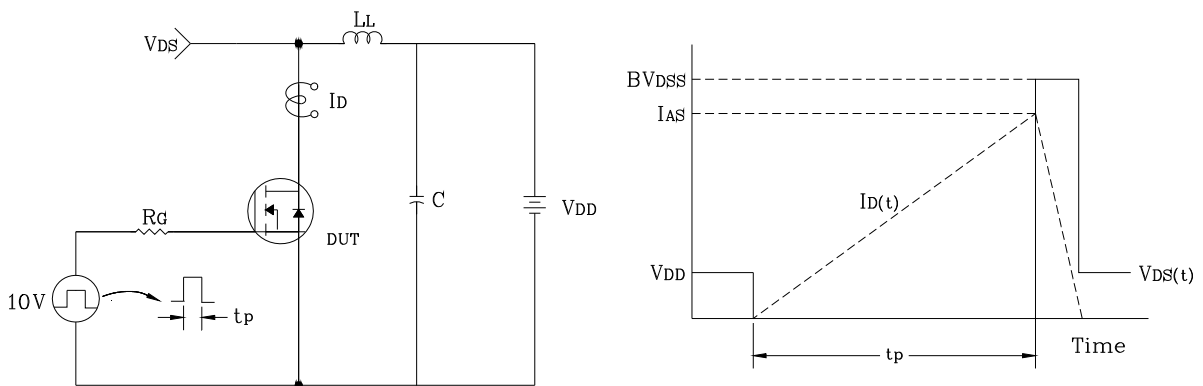 LL
VDS
ID
RG
DUT
C
VDD
10V
tp
BVDSS
IAS
ID(t)
VDD
VDS(t)
tp
Time